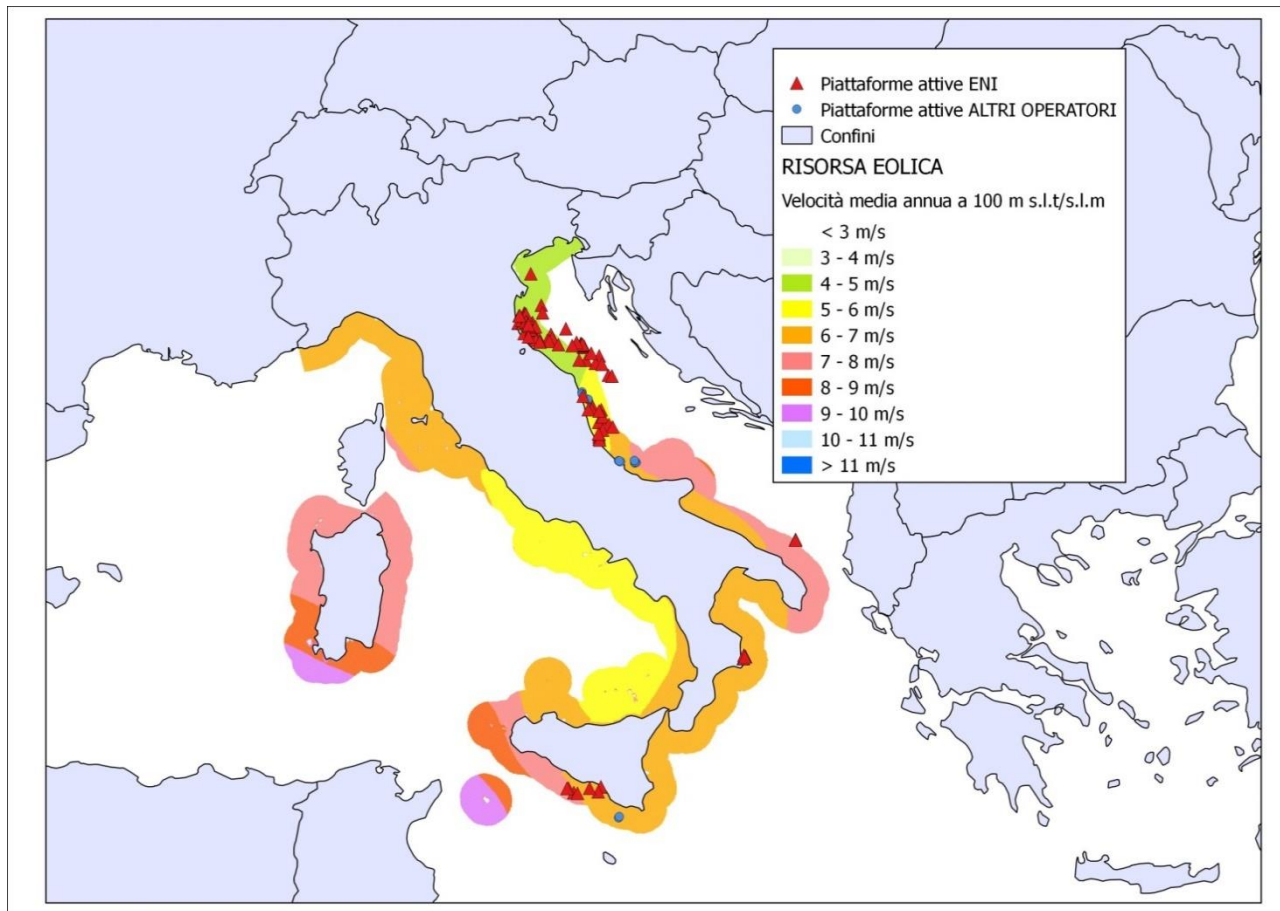 Piattaforme attive ENI
Piattaforme attive ALTRI OPERATORI
Confini
RISORSA EOLICA
Velocità media annua a 100 m s.l.t/s.l.m
< 3 m/s
3 - 4 m/s
4 - 5 m/s
5 - 6 m/s
6 - 7 m/s
7 - 8 m/s
8 - 9 m/s
9 - 10 m/s
10 - 11 m/s
> 11 m/s